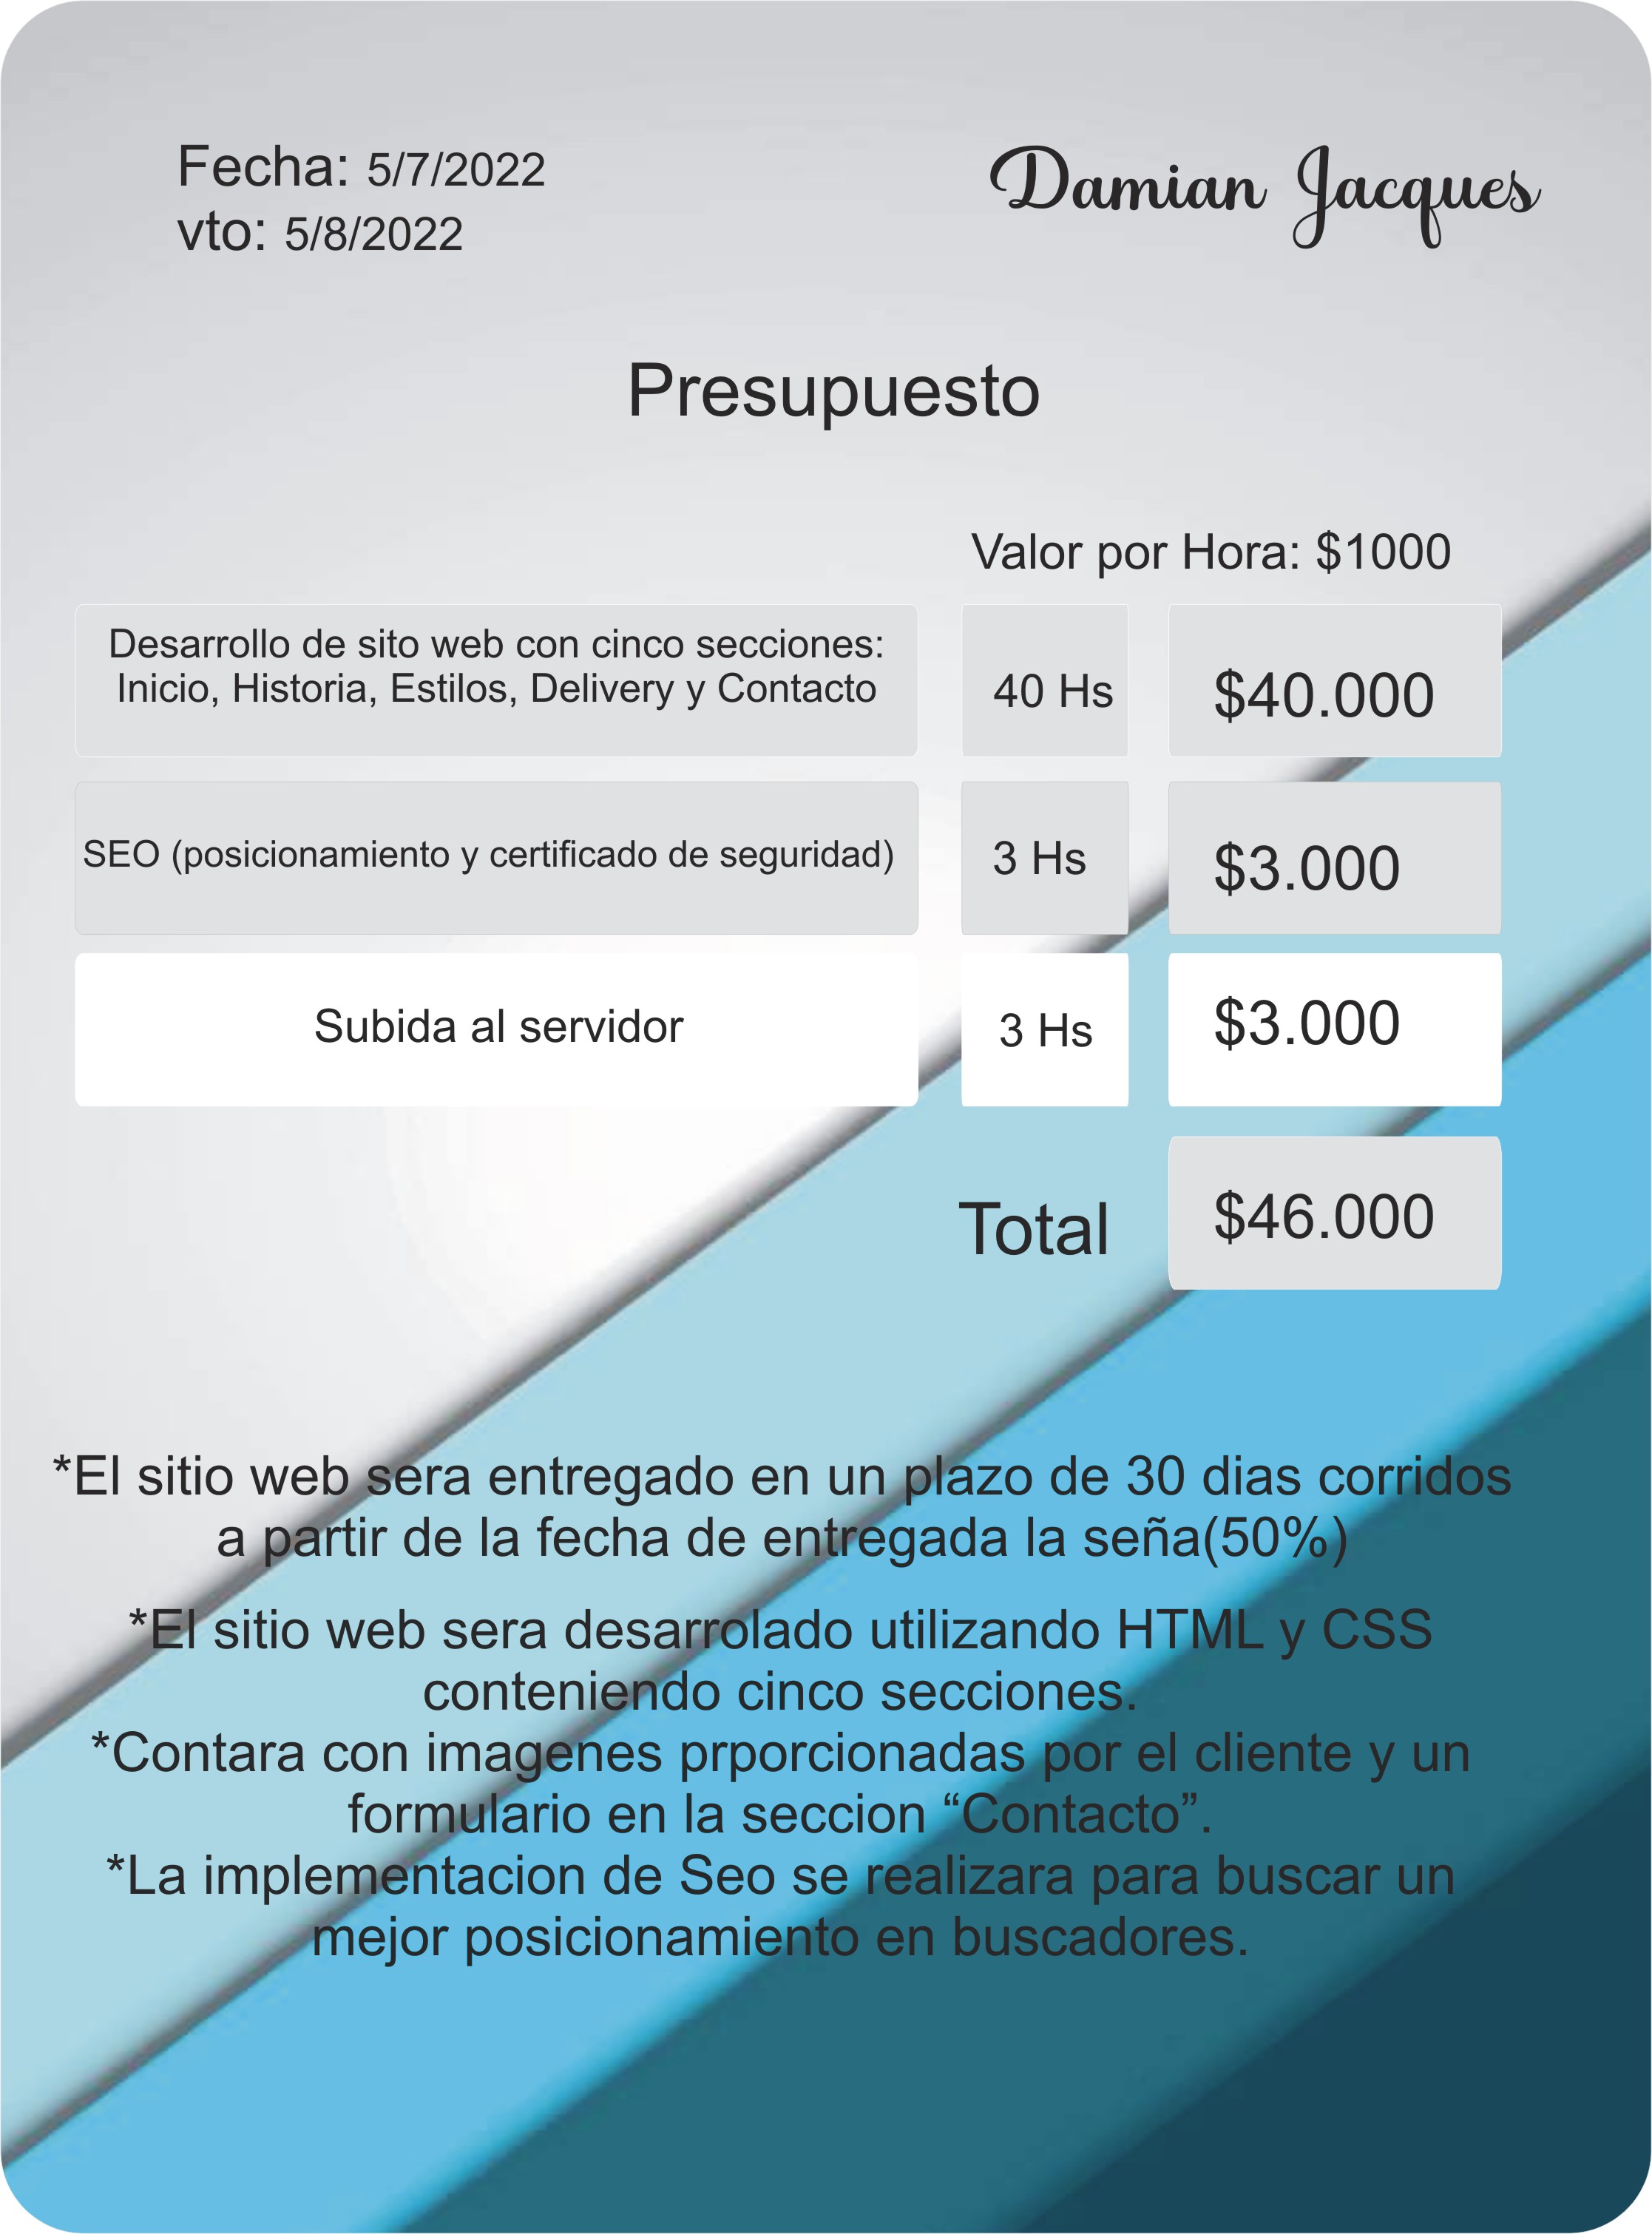 Fecha: 5/7/2022
vto: 5/8/2022
Damian Jacques
Presupuesto
Valor por Hora: $1000
Desarrollo de sito web con cinco secciones:
Inicio, Historia, Estilos, Delivery y Contacto
40 Hs
$40.000
SEO (posicionamiento y certificado de seguridad)
3 Hs
$3.000
Subida al servidor
3 Hs
$3.000
Total
$46.000
*El sitio web sera entregado en un plazo de 30 dias corridos
a partir de la fecha de entregada la seña(50%)
*El sitio web sera desarrolado utilizando HTML y CSS
conteniendo cinco secciones.
*Contara con imagenes prporcionadas por el cliente y un
formulario en la seccion “Contacto”.
*La implementacion de Seo se realizara para buscar un
mejor posicionamiento en buscadores.